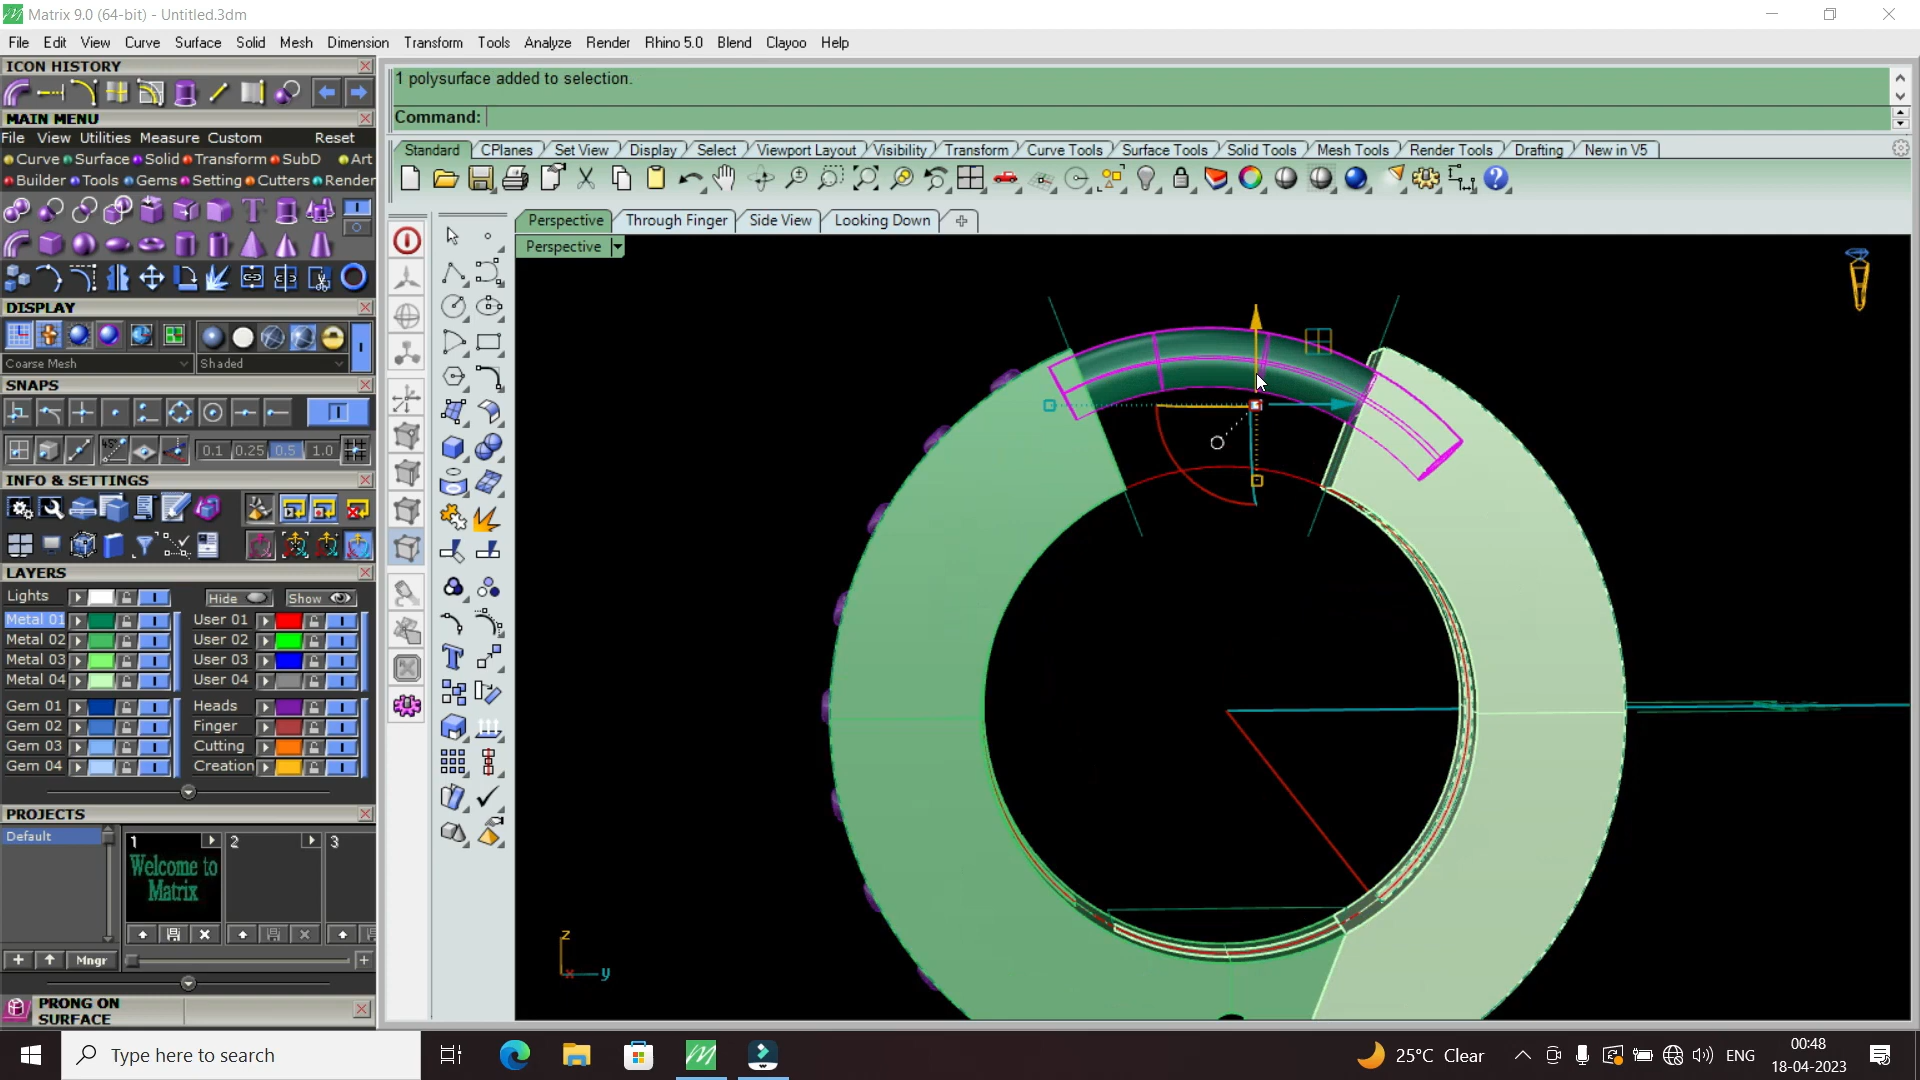 Matrix 9.0 (64-bit) - Untitled.3dm
File Edit View Curve Surface Solid Mesh Dimension Transform Tools Analyze Render Rhino 5.0 Blend Clayoo Help
ICON HISTORY
1 polysurface added to selection.
Command:
MAIN MENU
File View Utilities Measure Custom Reset
Curve Surface Solid Transform SubD Art
Builder Tools Gems Setting Cutters Render
Standard CPlanes Set View Display Select Viewport Layout Visibility Transform Curve Tools Surface Tools Solid Tools Mesh Tools Render Tools Drafting New in V5
Perspective Through Finger Side View Looking Down
Perspective
DISPLAY
Coarse Mesh Shaded
SNAPS
0.1 0.25 0.5 1.0
INFO & SETTINGS
LAYERS
Lights Hide Show
Metal 01 User 01
Metal 02 User 02
Metal 03 User 03
Metal 04 User 04
Gem 01 Heads
Gem 02 Finger
Gem 03 Cutting
Gem 04 Creation
PROJECTS
Default 1 2 3
Welcome to
Matrix
Mngr
PRONG ON
SURFACE
z
x y
Type here to search
25°C Clear
ENG
00:48
18-04-2023